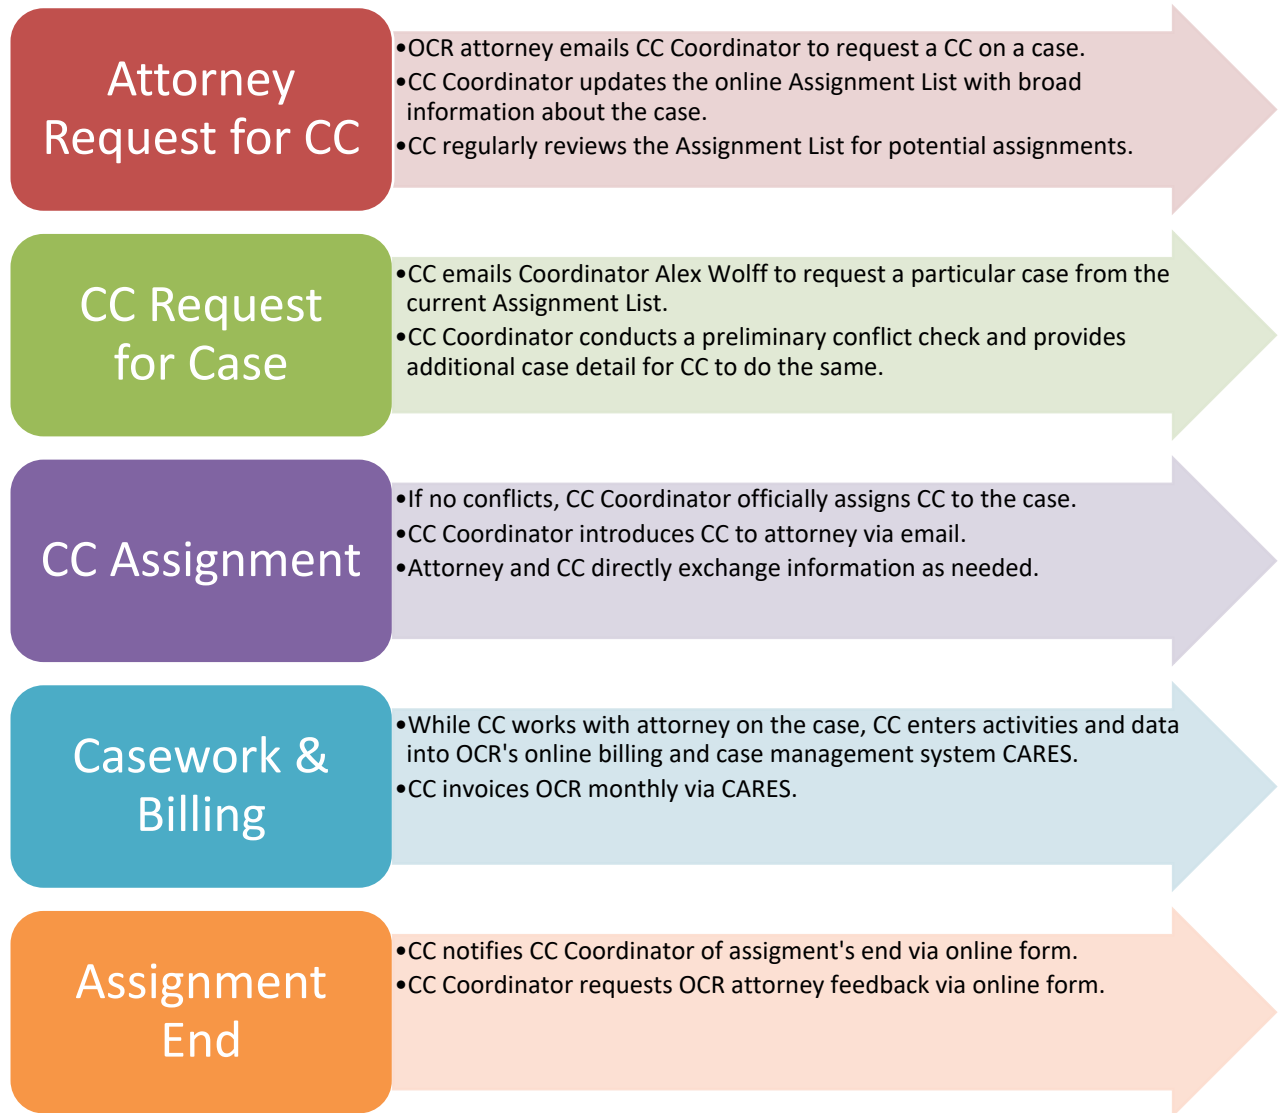 Attorney
Request for CC
•OCR attorney emails CC Coordinator to request a CC on a case.
•CC Coordinator updates the online Assignment List with broad
information about the case.
•CC regularly reviews the Assignment List for potential assignments.
CC Request
for Case
•CC emails Coordinator Alex Wolff to request a particular case from the
current Assignment List.
•CC Coordinator conducts a preliminary conflict check and provides
additional case detail for CC to do the same.
CC Assignment
•If no conflicts, CC Coordinator officially assigns CC to the case.
•CC Coordinator introduces CC to attorney via email.
•Attorney and CC directly exchange information as needed.
Casework &
Billing
•While CC works with attorney on the case, CC enters activities and data
into OCR's online billing and case management system CARES.
•CC invoices OCR monthly via CARES.
Assignment
End
•CC notifies CC Coordinator of assigment's end via online form.
•CC Coordinator requests OCR attorney feedback via online form.